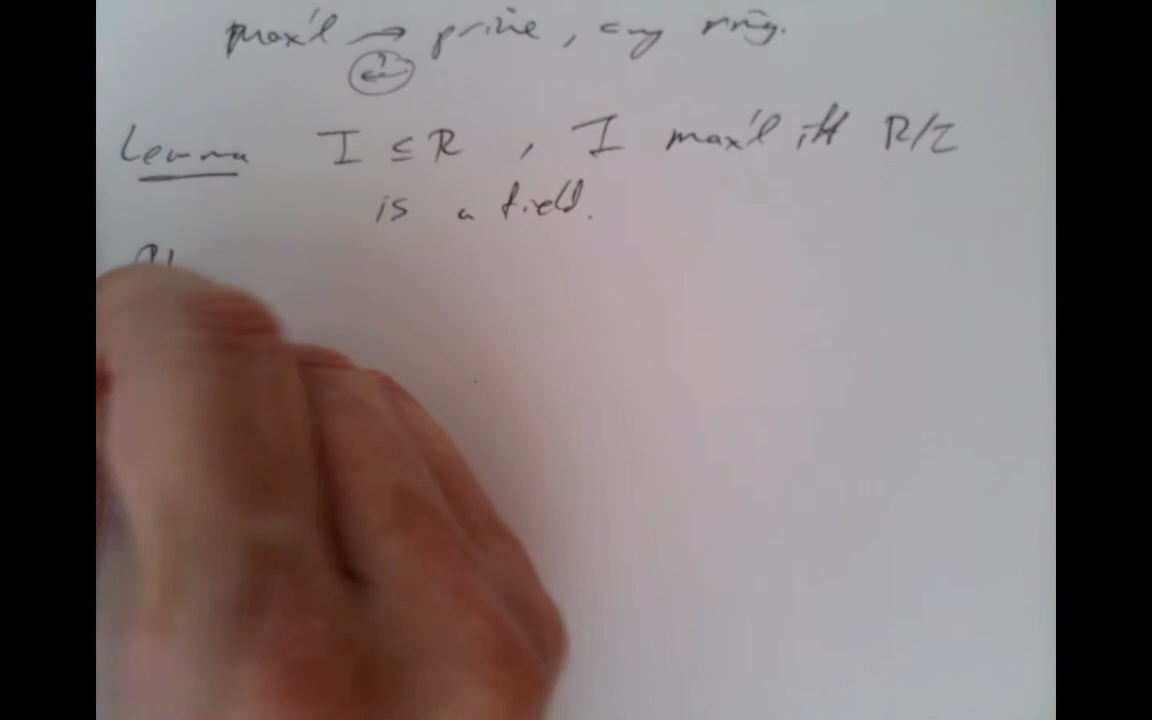 max'l → prime, any ring.
←?
Lemma I ≤ R, I max'l iff R/I
is a field.